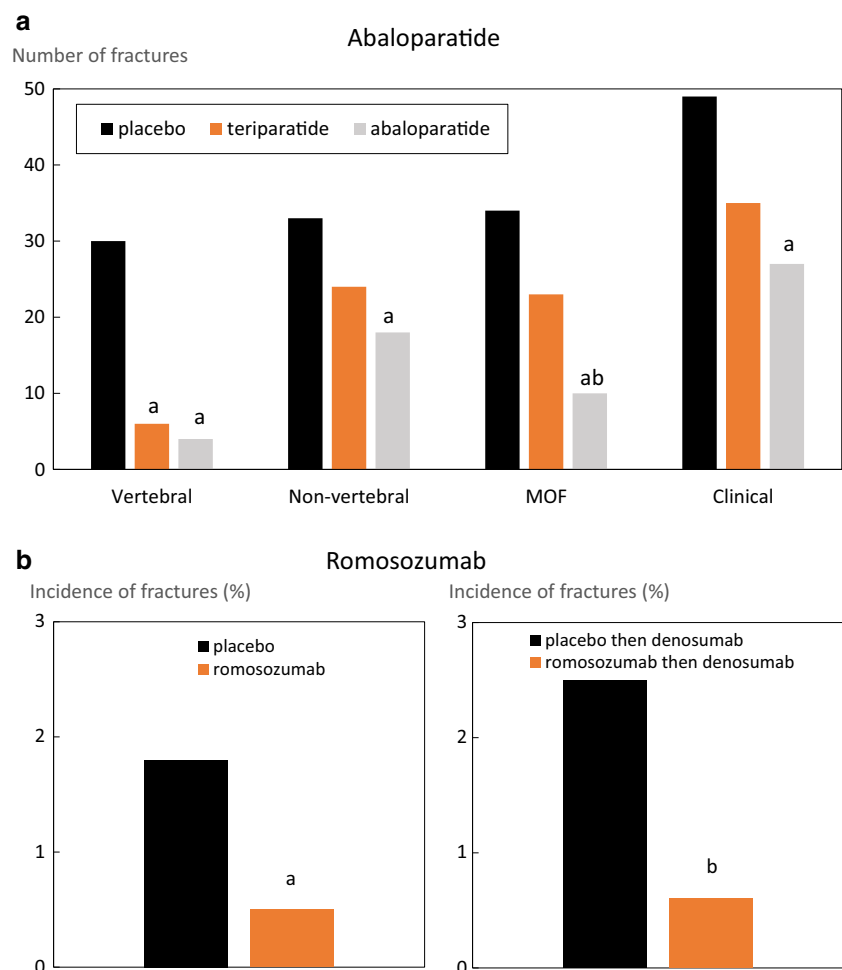 a
Abaloparatide
Number of fractures
50
placebo teriparatide abaloparatide
40
30
20
10
0
a a
a
ab
a
Vertebral Non-vertebral MOF Clinical
b
Romosozumab
Incidence of fractures (%)
3
placebo
romosozumab
2
1
0
a
Incidence of fractures (%)
3
placebo then denosumab
romosozumab then denosumab
2
1
0
b